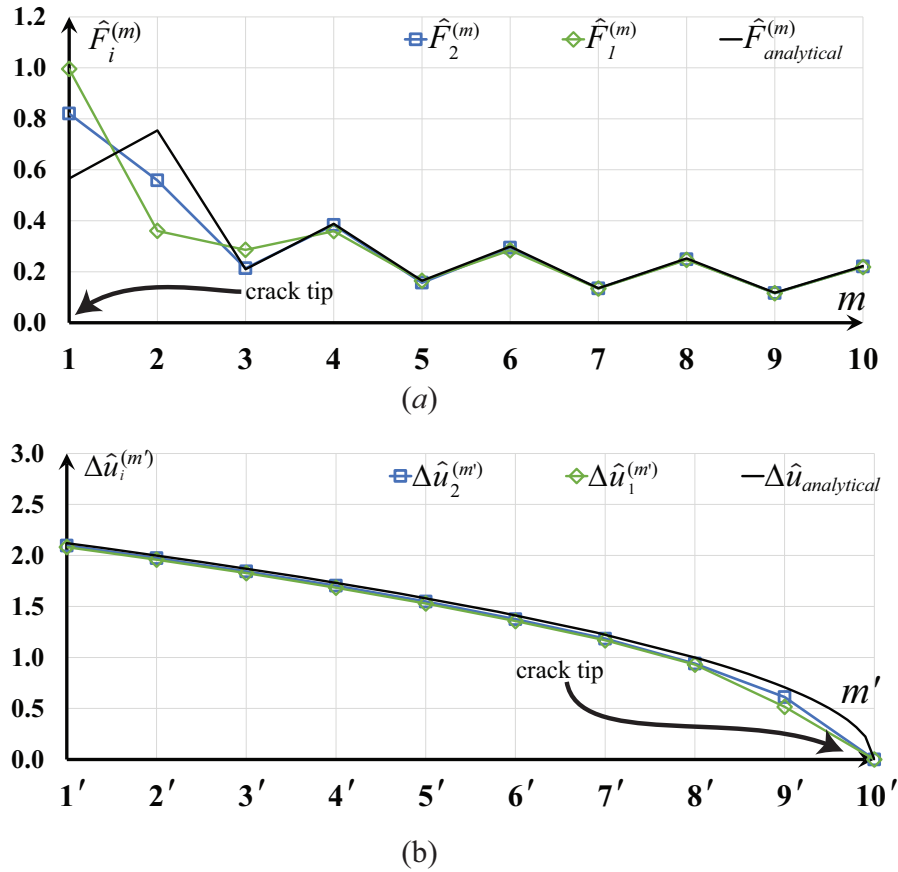 1.2 F̂ᵢ⁽ᵐ⁾ F̂₂⁽ᵐ⁾ F̂₁⁽ᵐ⁾ F̂⁽ᵐ⁾analytical
1.0
0.8
0.6
0.4
0.2
crack tip
0.0 m
1 2 3 4 5 6 7 8 9 10
(a)
3.0 Δûᵢ⁽ᵐ'⁾ Δû₂⁽ᵐ'⁾ Δû₁⁽ᵐ'⁾ Δûanalytical
2.5
2.0
1.5
1.0
crack tip
m′
0.5
0.0
1′ 2′ 3′ 4′ 5′ 6′ 7′ 8′ 9′ 10′
(b)